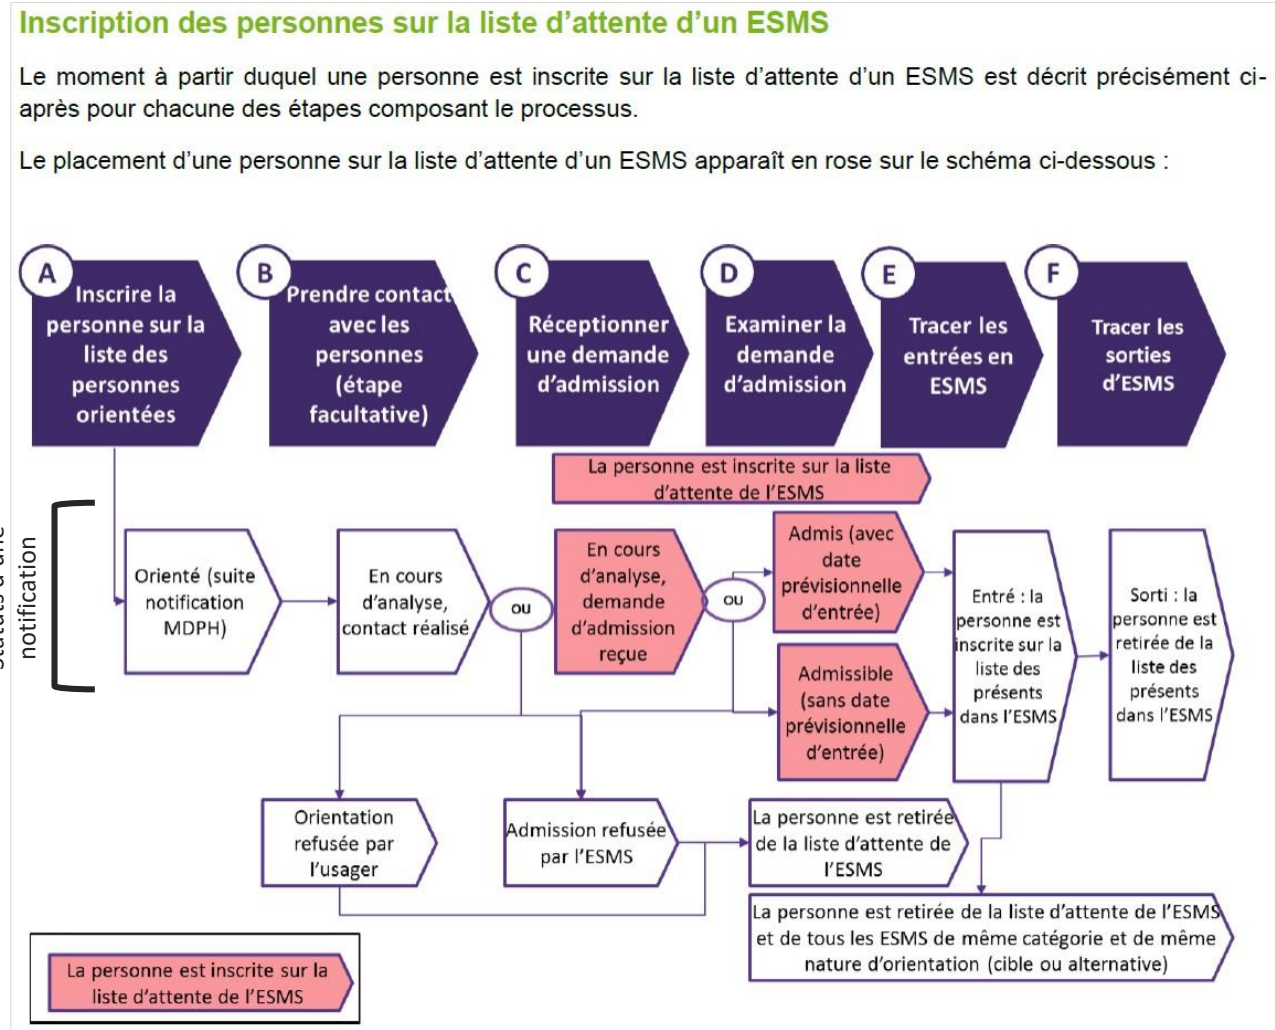 Inscription des personnes sur la liste d'attente d'un ESMS
Le moment à partir duquel une personne est inscrite sur la liste d'attente d'un ESMS est décrit précisément ci-
après pour chacune des étapes composant le processus.
Le placement d'une personne sur la liste d'attente d'un ESMS apparaît en rose sur le schéma ci-dessous :
A
Inscrire la
personne sur la
liste des
personnes
orientées
B
Prendre contact
avec les
personnes
(étape
facultative)
C
Réceptionner
une demande
d'admission
D
Examiner la
demande
d'admission
E
Tracer les
entrées en
ESMS
F
Tracer les
sorties
d'ESMS
La personne est inscrite sur la liste
d'attente de l'ESMS
notification
Orienté (suite
notification
MDPH)
En cours
d'analyse,
contact réalisé
ou
En cours
d'analyse,
demande
d'admission
reçue
ou
Admis (avec
date
prévisionnelle
d'entrée)
Admissible
(sans date
prévisionnelle
d'entrée)
Entré : la
personne est
inscrite sur la
liste des
présents
dans l'ESMS
Sorti : la
personne est
retirée de la
liste des
présents
dans l'ESMS
Orientation
refusée par
l'usager
Admission refusée
par l'ESMS
La personne est retirée
de la liste d'attente de
l'ESMS
La personne est retirée de la liste d'attente de l'ESMS
et de tous les ESMS de même catégorie et de même
nature d'orientation (cible ou alternative)
La personne est inscrite sur la
liste d'attente de l'ESMS